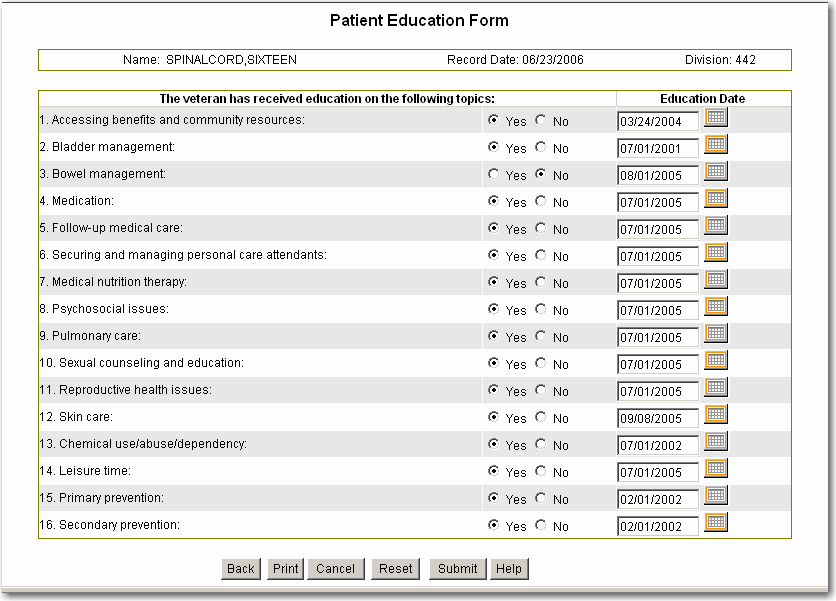 Patient Education Form
Name: SPINALCORD,SIXTEEN Record Date: 06/23/2006 Division: 442
The veteran has received education on the following topics: Education Date
1. Accessing benefits and community resources: Yes No 03/24/2004
2. Bladder management: Yes No 07/01/2001
3. Bowel management: Yes No 08/01/2005
4. Medication: Yes No 07/01/2005
5. Follow-up medical care: Yes No 07/01/2005
6. Securing and managing personal care attendants: Yes No 07/01/2005
7. Medical nutrition therapy: Yes No 07/01/2005
8. Psychosocial issues: Yes No 07/01/2005
9. Pulmonary care: Yes No 07/01/2005
10. Sexual counseling and education: Yes No 07/01/2005
11. Reproductive health issues: Yes No 07/01/2005
12. Skin care: Yes No 09/08/2005
13. Chemical use/abuse/dependency: Yes No 07/01/2002
14. Leisure time: Yes No 07/01/2005
15. Primary prevention: Yes No 02/01/2002
16. Secondary prevention: Yes No 02/01/2002
Back Print Cancel Reset Submit Help